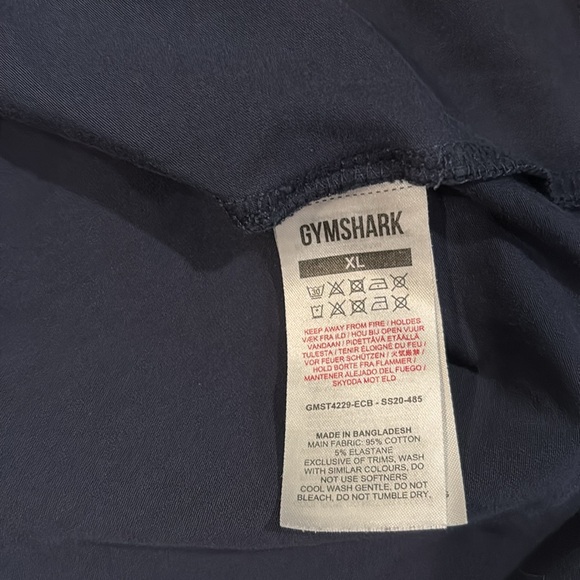 GYMSHARK
XL
30
KEEP AWAY FROM FIRE / HOLDES
VÆK FRA ILD / HOU BIJ OPEN VUUR
VANDAAN / PIDETTÄVÄ ETÄÄLLÄ
TULESTA / TENIR ÉLOIGNÉ DU FEU /
VOR FEUER SCHÜTZEN / 火気厳禁 /
HOLD BORTE FRA FLAMMER /
MANTENER ALEJADO DEL FUEGO /
SKYDDA MOT ELD
GMST4229-ECB - SS20-485
MADE IN BANGLADESH
MAIN FABRIC: 95% COTTON
5% ELASTANE
EXCLUSIVE OF TRIMS, WASH
WITH SIMILAR COLOURS, DO
NOT USE SOFTNERS
COOL WASH GENTLE, DO NOT
BLEACH, DO NOT TUMBLE DRY.